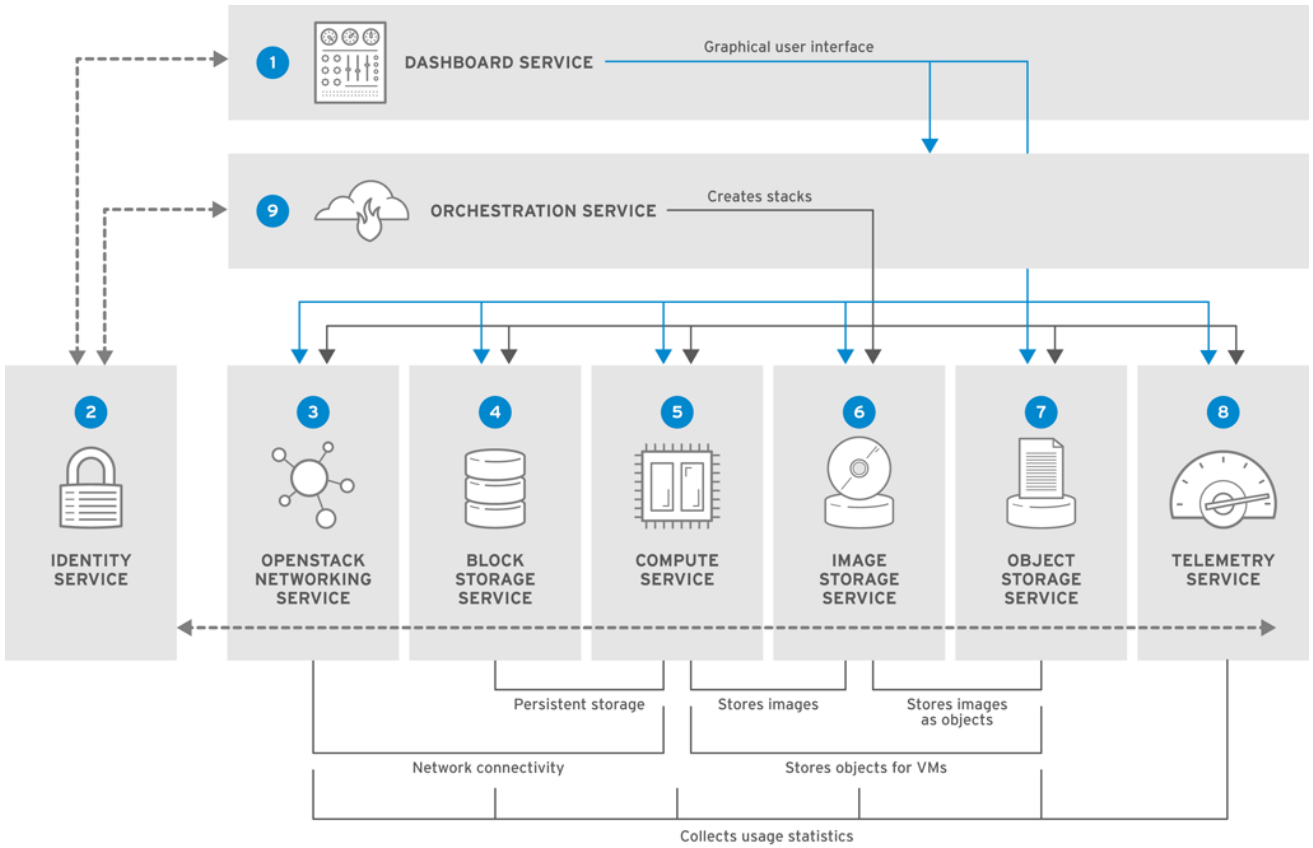 1
DASHBOARD SERVICE
Graphical user interface
9
ORCHESTRATION SERVICE
Creates stacks
2
IDENTITY
SERVICE
3
OPENSTACK
NETWORKING
SERVICE
4
BLOCK
STORAGE
SERVICE
5
COMPUTE
SERVICE
6
IMAGE
STORAGE
SERVICE
7
OBJECT
STORAGE
SERVICE
8
TELEMETRY
SERVICE
Persistent storage
Stores images
Stores images
as objects
Network connectivity
Stores objects for VMs
Collects usage statistics